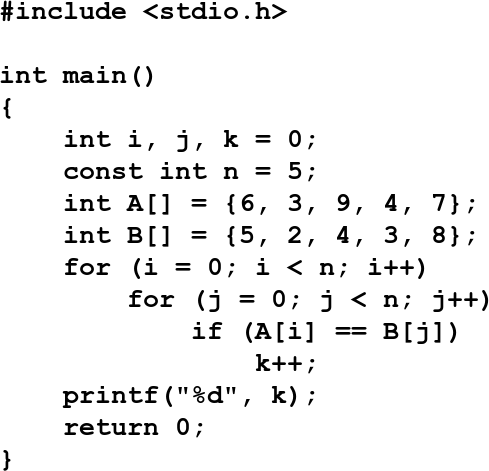 #include <stdio.h>

int main()
{
    int i, j, k = 0;
    const int n = 5;
    int A[] = {6, 3, 9, 4, 7};
    int B[] = {5, 2, 4, 3, 8};
    for (i = 0; i < n; i++)
        for (j = 0; j < n; j++)
            if (A[i] == B[j])
                k++;
    printf("%d", k);
    return 0;
}